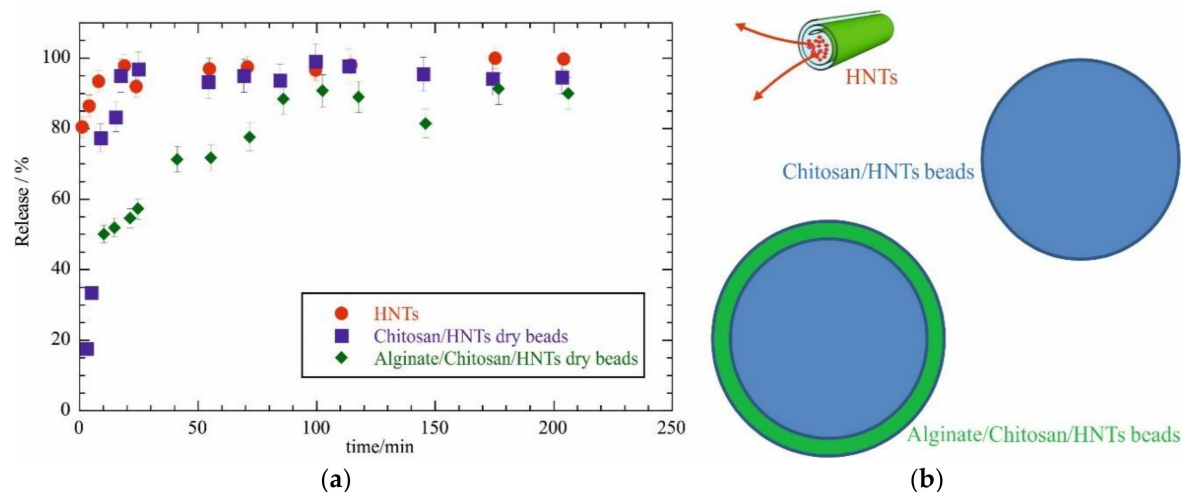 100
80
60
40
20
0
Release / %
0
50
100
150
200
250
time/min
HNTs
Chitosan/HNTs dry beads
Alginate/Chitosan/HNTs dry beads
(a)
HNTs
Chitosan/HNTs beads
Alginate/Chitosan/HNTs beads
(b)